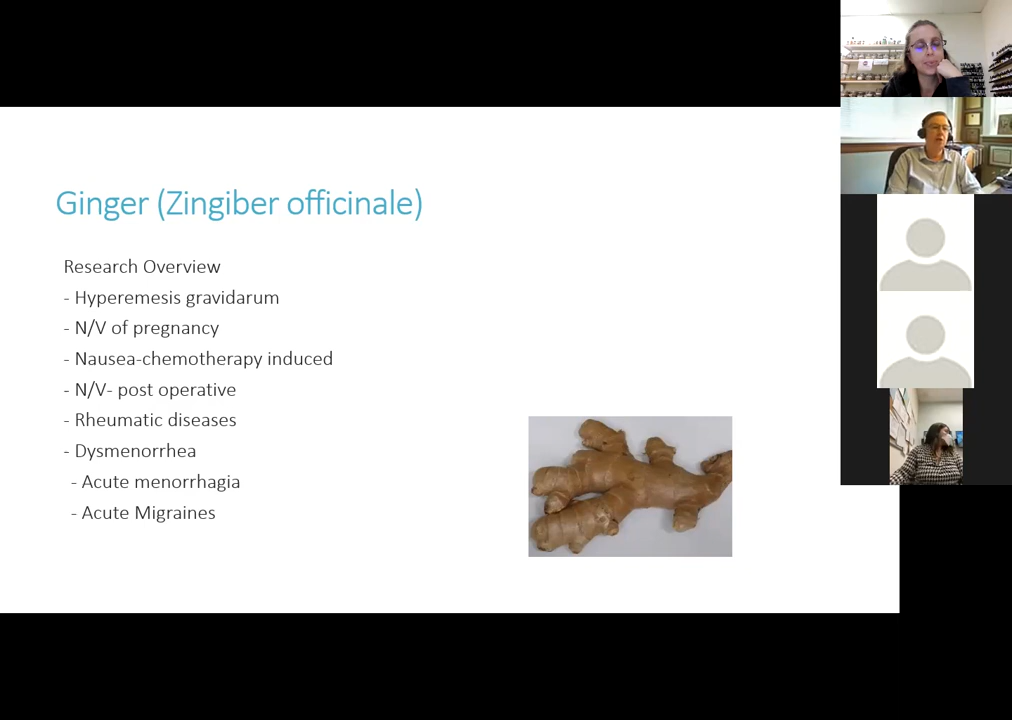 Ginger (Zingiber officinale)
Research Overview
- Hyperemesis gravidarum
- N/V of pregnancy
- Nausea-chemotherapy induced
- N/V- post operative
- Rheumatic diseases
- Dysmenorrhea
- Acute menorrhagia
- Acute Migraines